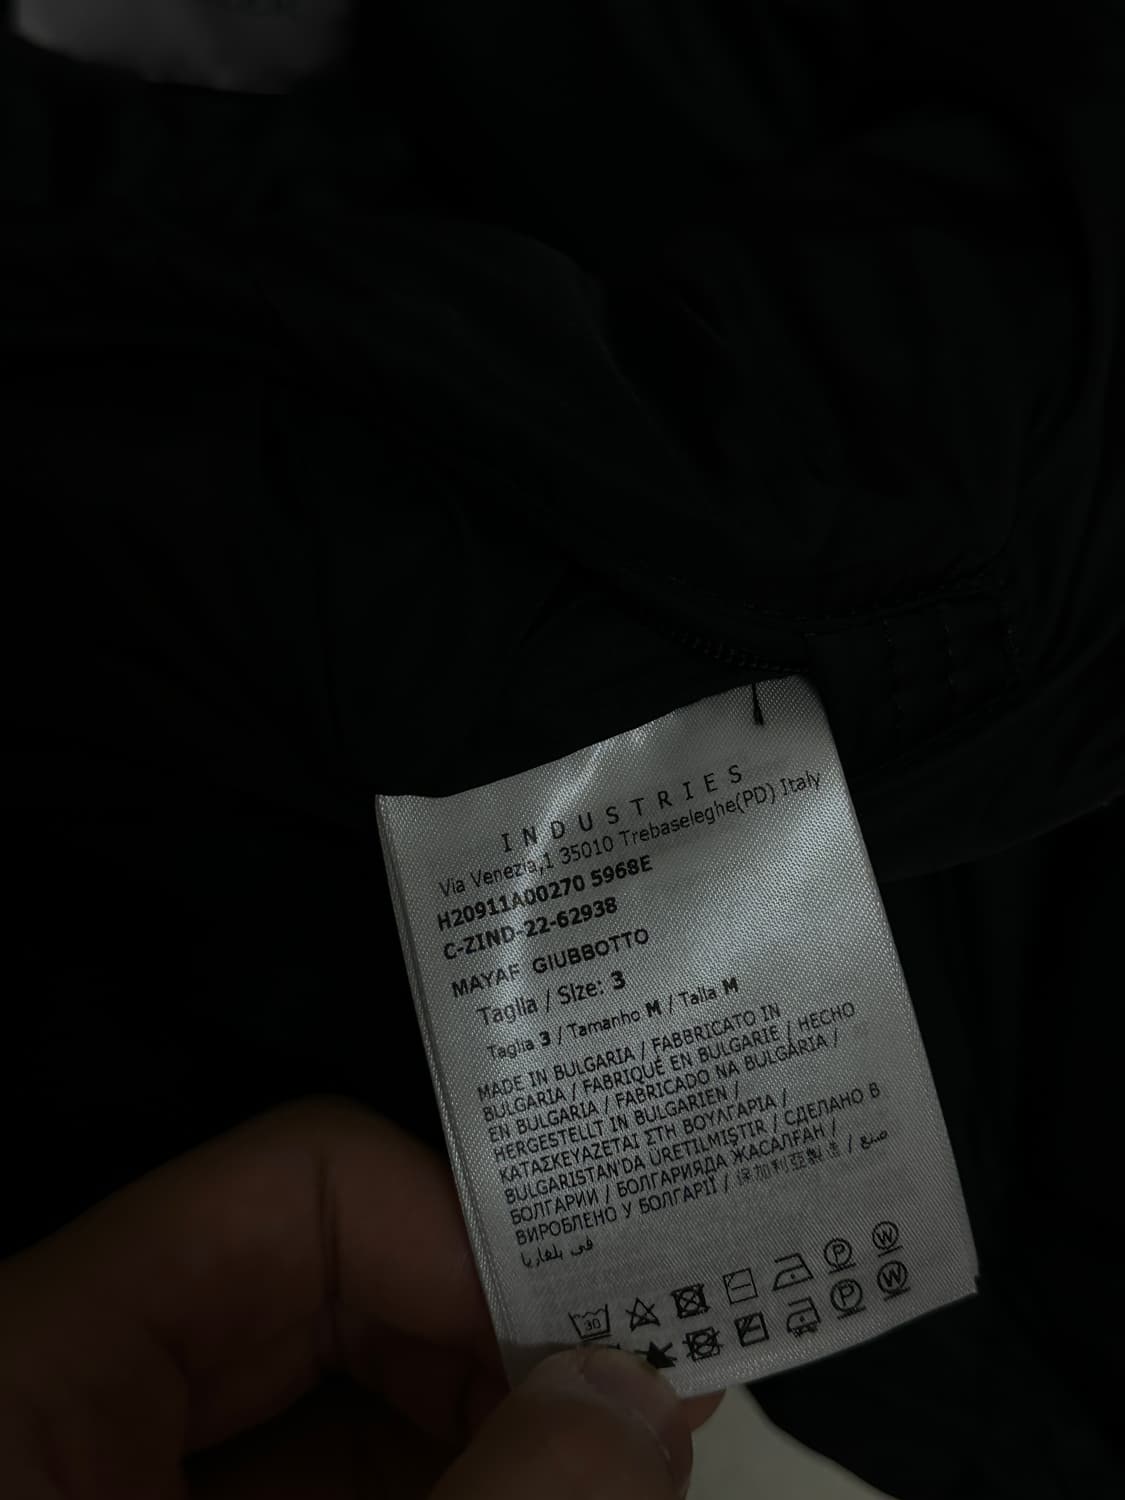 INDUSTRIES
Via Venezia,1 35010 Trebaseleghe(PD) Italy
H20911A00270 5968E
C-ZIND-22-62938
MAYAF GIUBBOTTO
Taglia / Size: 3
Taglia 3 / Tamanho M / Talla M
MADE IN BULGARIA / FABBRICATO IN
BULGARIA / FABRIQUÉ EN BULGARIE / HECHO
EN BULGARIA / FABRICADO NA BULGÁRIA /
HERGESTELLT IN BULGARIEN /
ΚΑΤΑΣΚΕΥΑΖΕΤΑΙ ΣΤΗ ΒΟΥΛΓΑΡΙΑ /
BULGARISTAN'DA ÜRETILMIŞTIR / СДЕЛАНО В
БОЛГАРИИ / БОЛГАРИЯДА ЖАСАЛҒАН /
ВИРОБЛЕНО У БОЛГАРІЇ / 保加利亞製造 / صنع
في بلغاريا
30
P
W
P
W